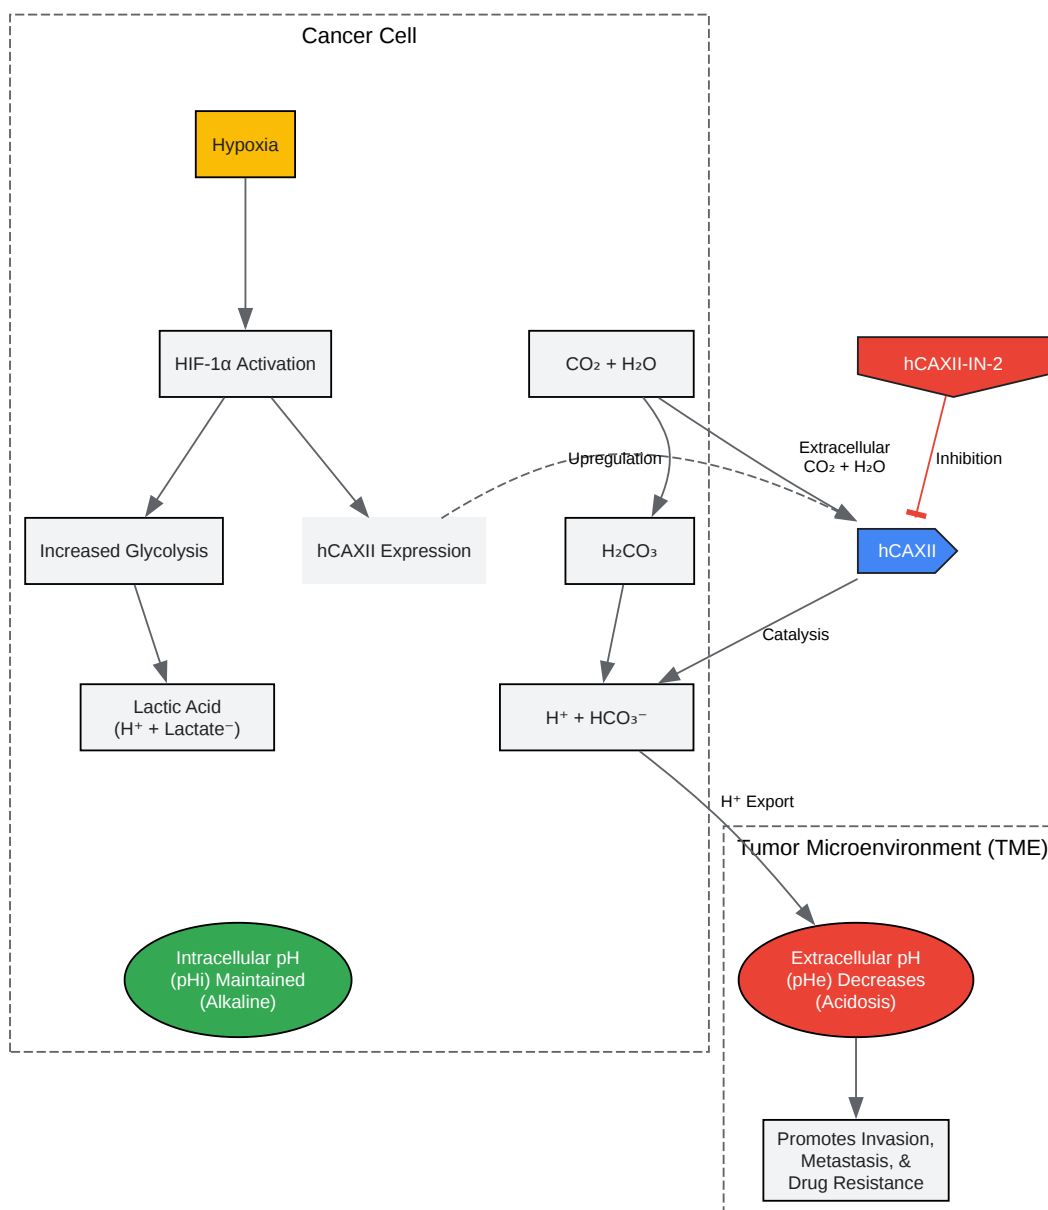 Cancer Cell
Hypoxia
HIF-1α Activation
CO₂ + H₂O
hCAXII-IN-2
Upregulation
Extracellular
CO₂ + H₂O
Inhibition
Increased Glycolysis
hCAXII Expression
H₂CO₃
hCAXII
Catalysis
Lactic Acid
(H⁺ + Lactate⁻)
H⁺ + HCO₃⁻
H⁺ Export
Tumor Microenvironment (TME)
Intracellular pH
(pHi) Maintained
(Alkaline)
Extracellular pH
(pHe) Decreases
(Acidosis)
Promotes Invasion,
Metastasis, &
Drug Resistance